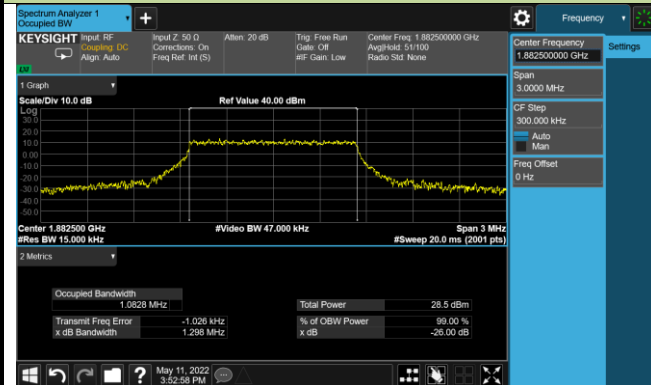 Spectrum Analyzer 1
Occupied BW
+
Frequency
KEYSIGHT
Input: RF
Coupling: DC
Align: Auto
Input Z: 50 Ω
Corrections: On
Freq Ref: Int (S)
Atten: 20 dB
Trig: Free Run
Gate: Off
#IF Gain: Low
Center Freq: 1.882500000 GHz
Avg|Hold: 51/100
Radio Std: None
Center Frequency
1.882500000 GHz
Settings
Span
3.0000 MHz
CF Step
300.000 kHz
Auto
Man
Freq Offset
0 Hz
1 Graph
Scale/Div 10.0 dB
Ref Value 40.00 dBm
Log
30.0
20.0
10.0
0.00
-10.0
-20.0
-30.0
-40.0
-50.0
Center 1.882500 GHz
#Video BW 47.000 kHz
Span 3 MHz
#Res BW 15.000 kHz
#Sweep 20.0 ms (2001 pts)
2 Metrics
Occupied Bandwidth
1.0828 MHz
Total Power 28.5 dBm
Transmit Freq Error -1.026 kHz
% of OBW Power 99.00 %
x dB Bandwidth 1.298 MHz
x dB -26.00 dB
?
May 11, 2022
3:52:58 PM